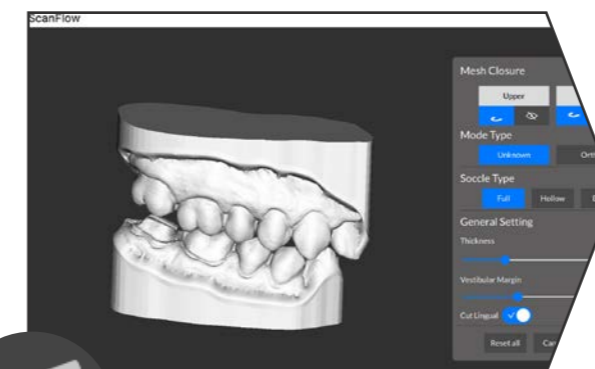 ScanFlow
Mesh Closure
Upper
Mode Type
Unknown
Soccle Type
Full Hollow
General Setting
Thickness
Vestibular Margin
Cut Lingual
Reset all